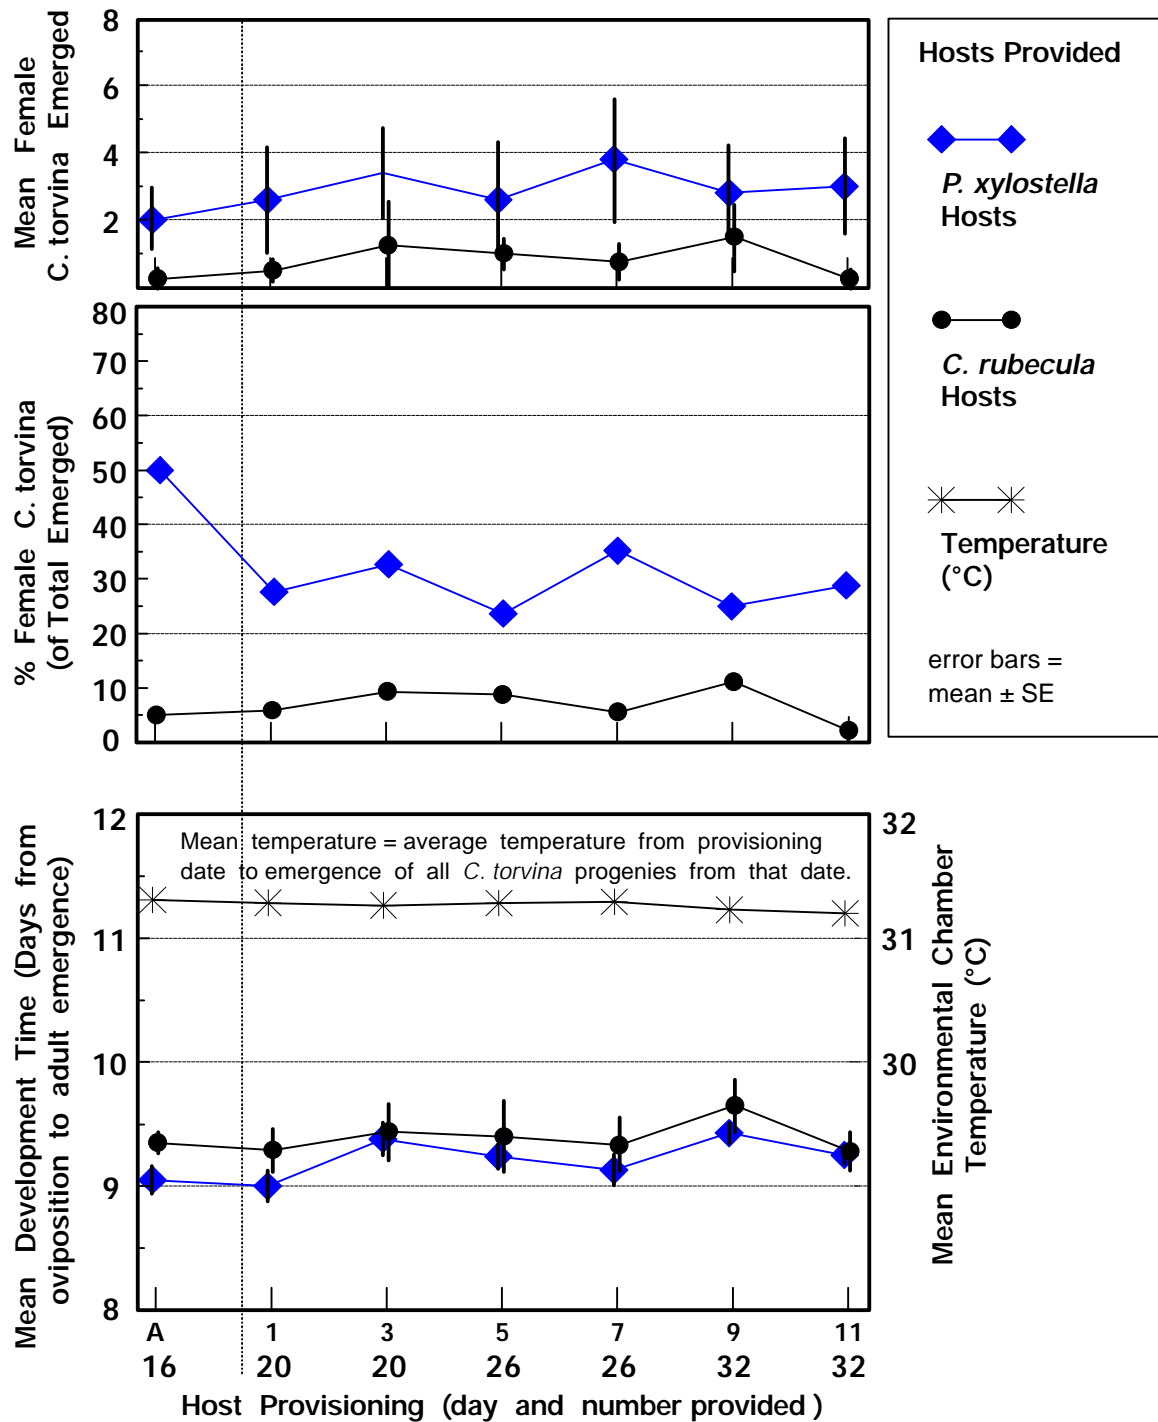 Mean Female
C. torvina Emerged
8
6
4
2
Hosts Provided
P. xylostella
Hosts
C. rubecula
Hosts
Temperature
(°C)
error bars =
mean ± SE
% Female C. torvina
(of Total Emerged)
80
70
60
50
40
30
20
10
0
Mean Development Time (Days from
oviposition to adult emergence)
12
11
10
9
8
Mean temperature = average temperature from provisioning
date to emergence of all C. torvina progenies from that date.
32
31
30
Mean Environmental Chamber
Temperature (°C)
A 1 3 5 7 9 11
16 20 20 26 26 32 32
Host Provisioning (day and number provided )